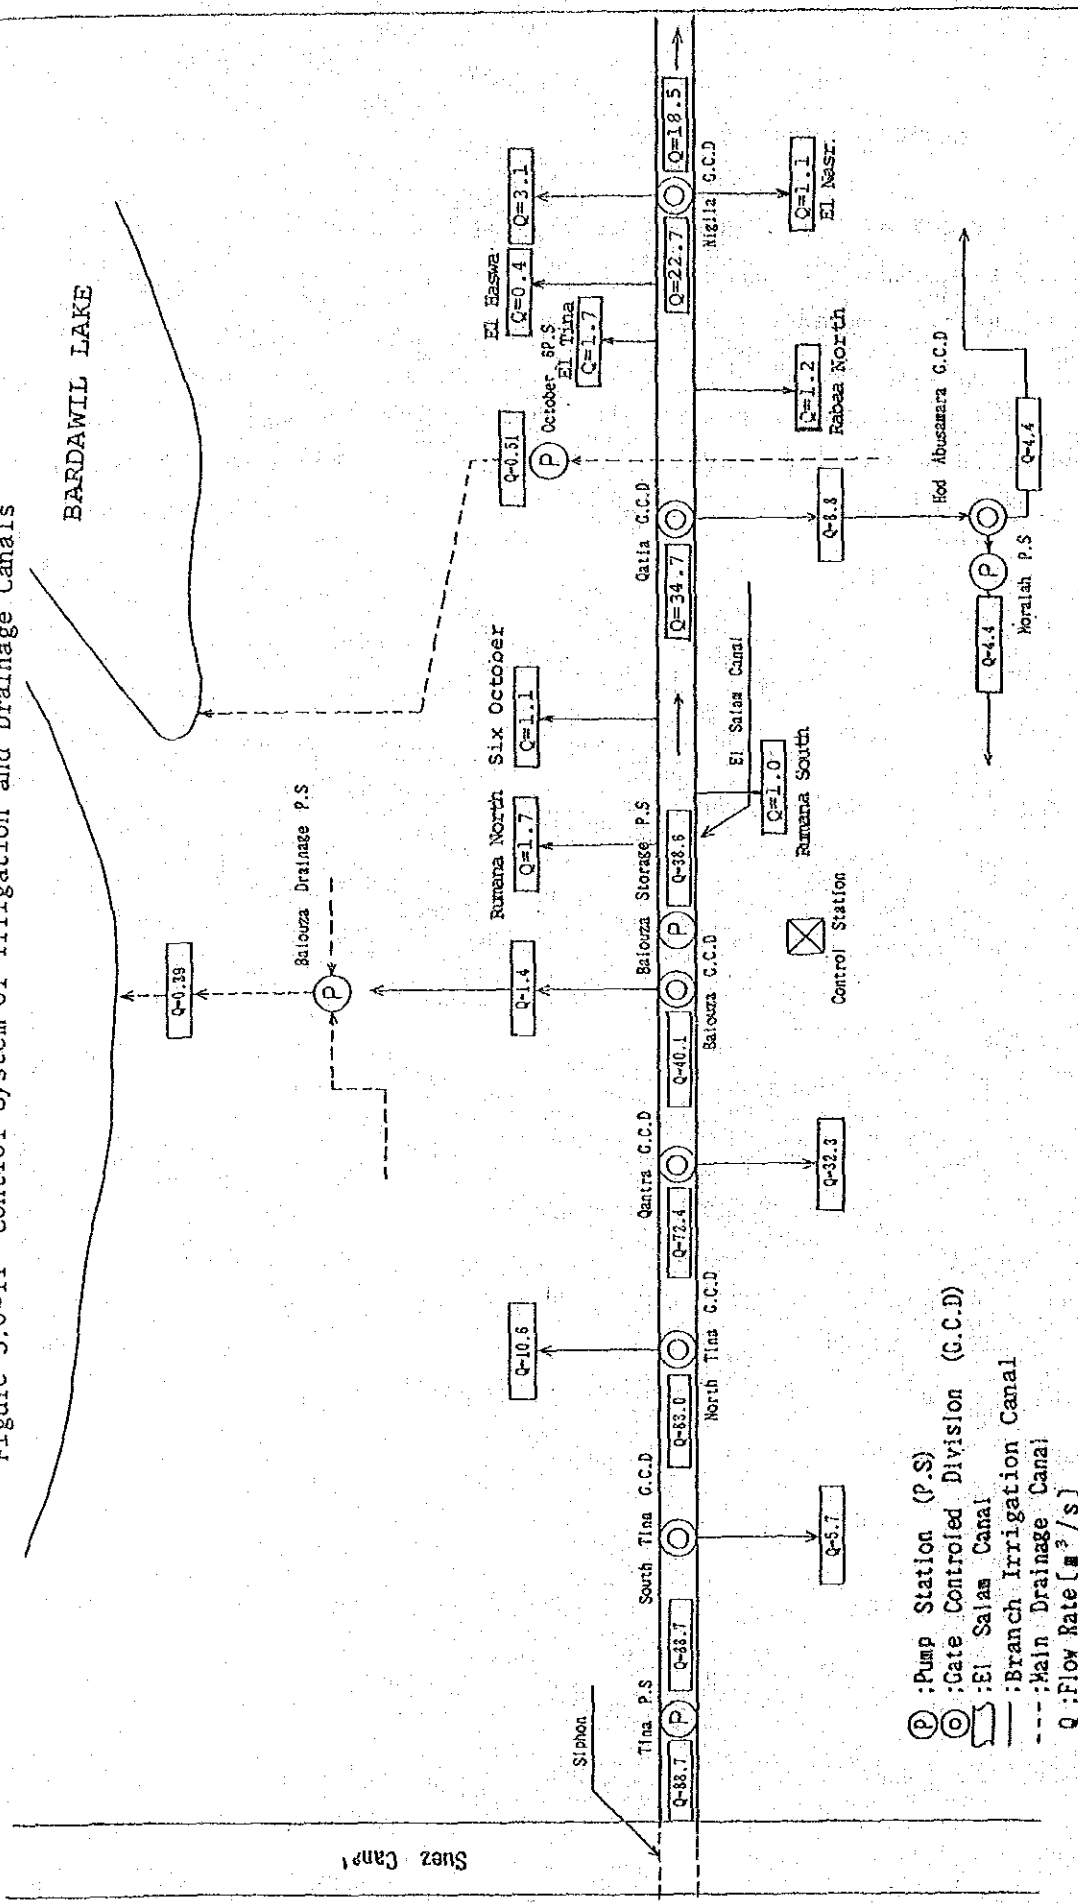 Figure 3.6-11 Control System of Irrigation and Drainage Canals
BARDAWIL LAKE
Q=0.39
Balouza Drainage P.S
P
Q=0.51
P
October 6P.S
Q=10.6
Q=1.4
Rumana North
Q=1.7
Six October
Q=1.1
El Tina
Q=1.7
El Haswa
Q=0.4
Q=3.1
Suez Canal
Siphon
Tina P.S
South Tina G.C.D
Qantra G.C.D
Balouza Storage P.S
Qatia G.C.D
Q=88.7
P
Q=88.7
Q=83.0
Q=72.4
Q=40.1
P
Q=38.6
Q=34.7
Q=22.7
Q=18.5
North Tina G.C.D
Balouza G.C.D
El Salam Canal
Nigila G.C.D
Q=5.7
Q=32.3
Control Station
Q=1.0
Rumana South
Q=8.8
Q=1.2
Rabaa North
Q=1.1
El Nasr.
Hod Abusamara G.C.D
Q=4.4
P
Moralah P.S
Q=4.4
P :Pump Station (P.S)
:Gate Controled Division (G.C.D)
:El Salam Canal
:Branch Irrigation Canal
:Main Drainage Canal
Q :Flow Rate[m³/s]